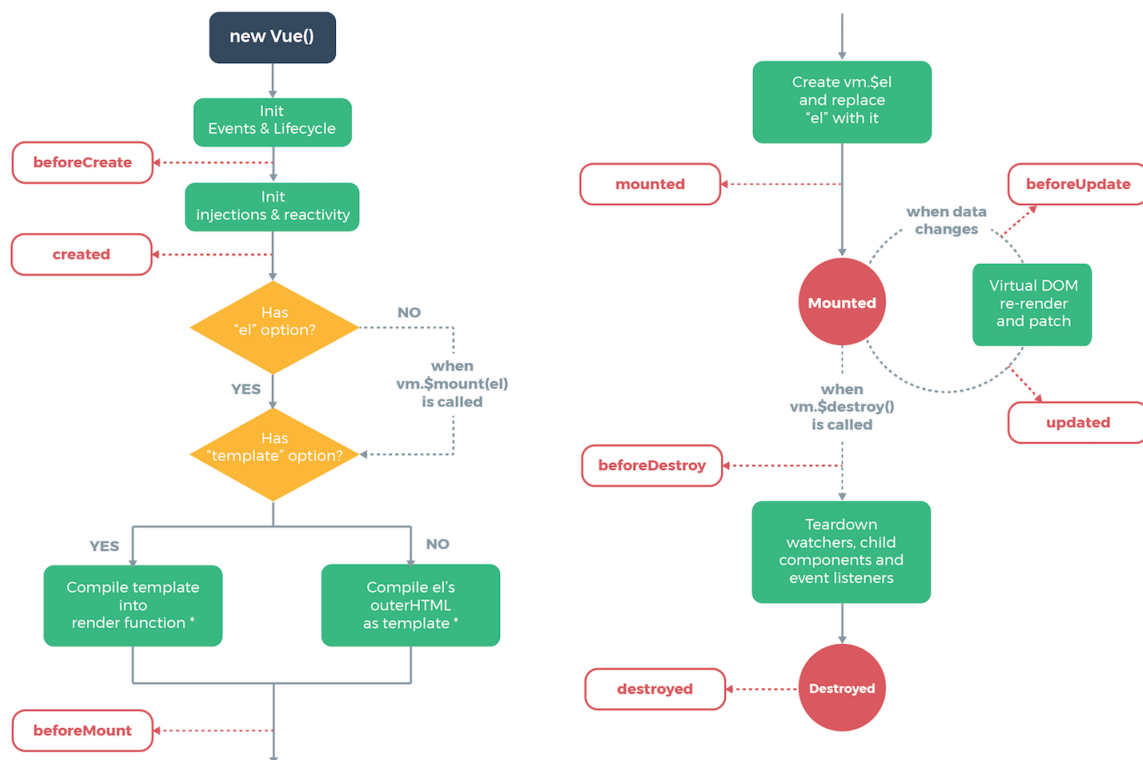 new Vue()
Init
Events & Lifecycle
beforeCreate
Init
injections & reactivity
created
Has
"el" option?
NO
when
vm.$mount(el)
is called
YES
Has
"template" option?
YES
NO
Compile template
into
render function *
Compile el's
outerHTML
as template *
beforeMount
Create vm.$el
and replace
"el" with it
mounted
beforeUpdate
when data
changes
Mounted
Virtual DOM
re-render
and patch
when
vm.$destroy()
is called
updated
beforeDestroy
Teardown
watchers, child
components and
event listeners
destroyed
Destroyed